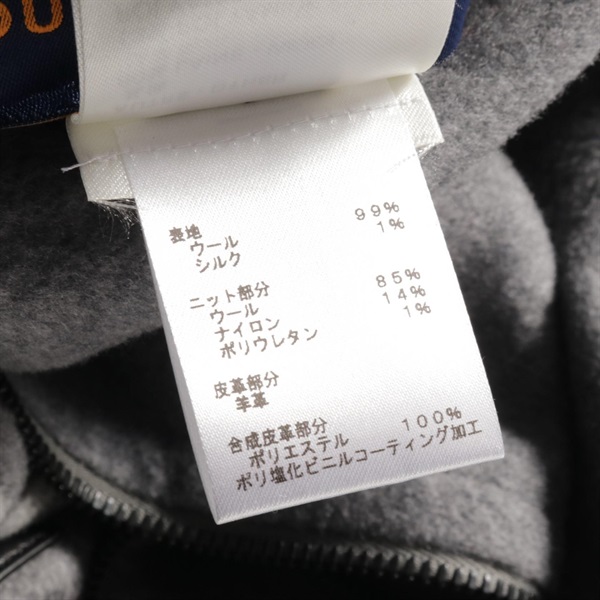 表地
ウール 99%
シルク 1%
ニット部分
ウール 85%
ナイロン 14%
ポリウレタン 1%
皮革部分
羊革
合成皮革部分
ポリエステル 100%
ポリ塩化ビニルコーティング加工